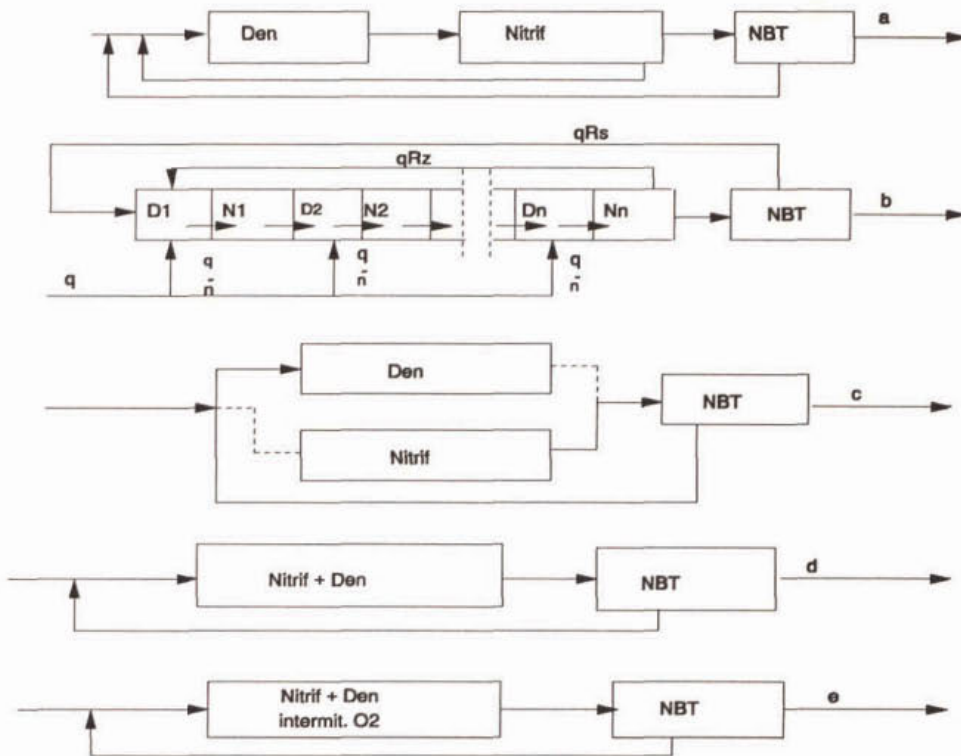 Den
Nitrif
NBT
a
qRs
qRz
D1
N1
D2
N2
Dn
Nn
NBT
b
q
q
n
q
n
q
n
Den
NBT
c
Nitrif
Nitrif + Den
NBT
d
Nitrif + Den
intermit. O2
NBT
e